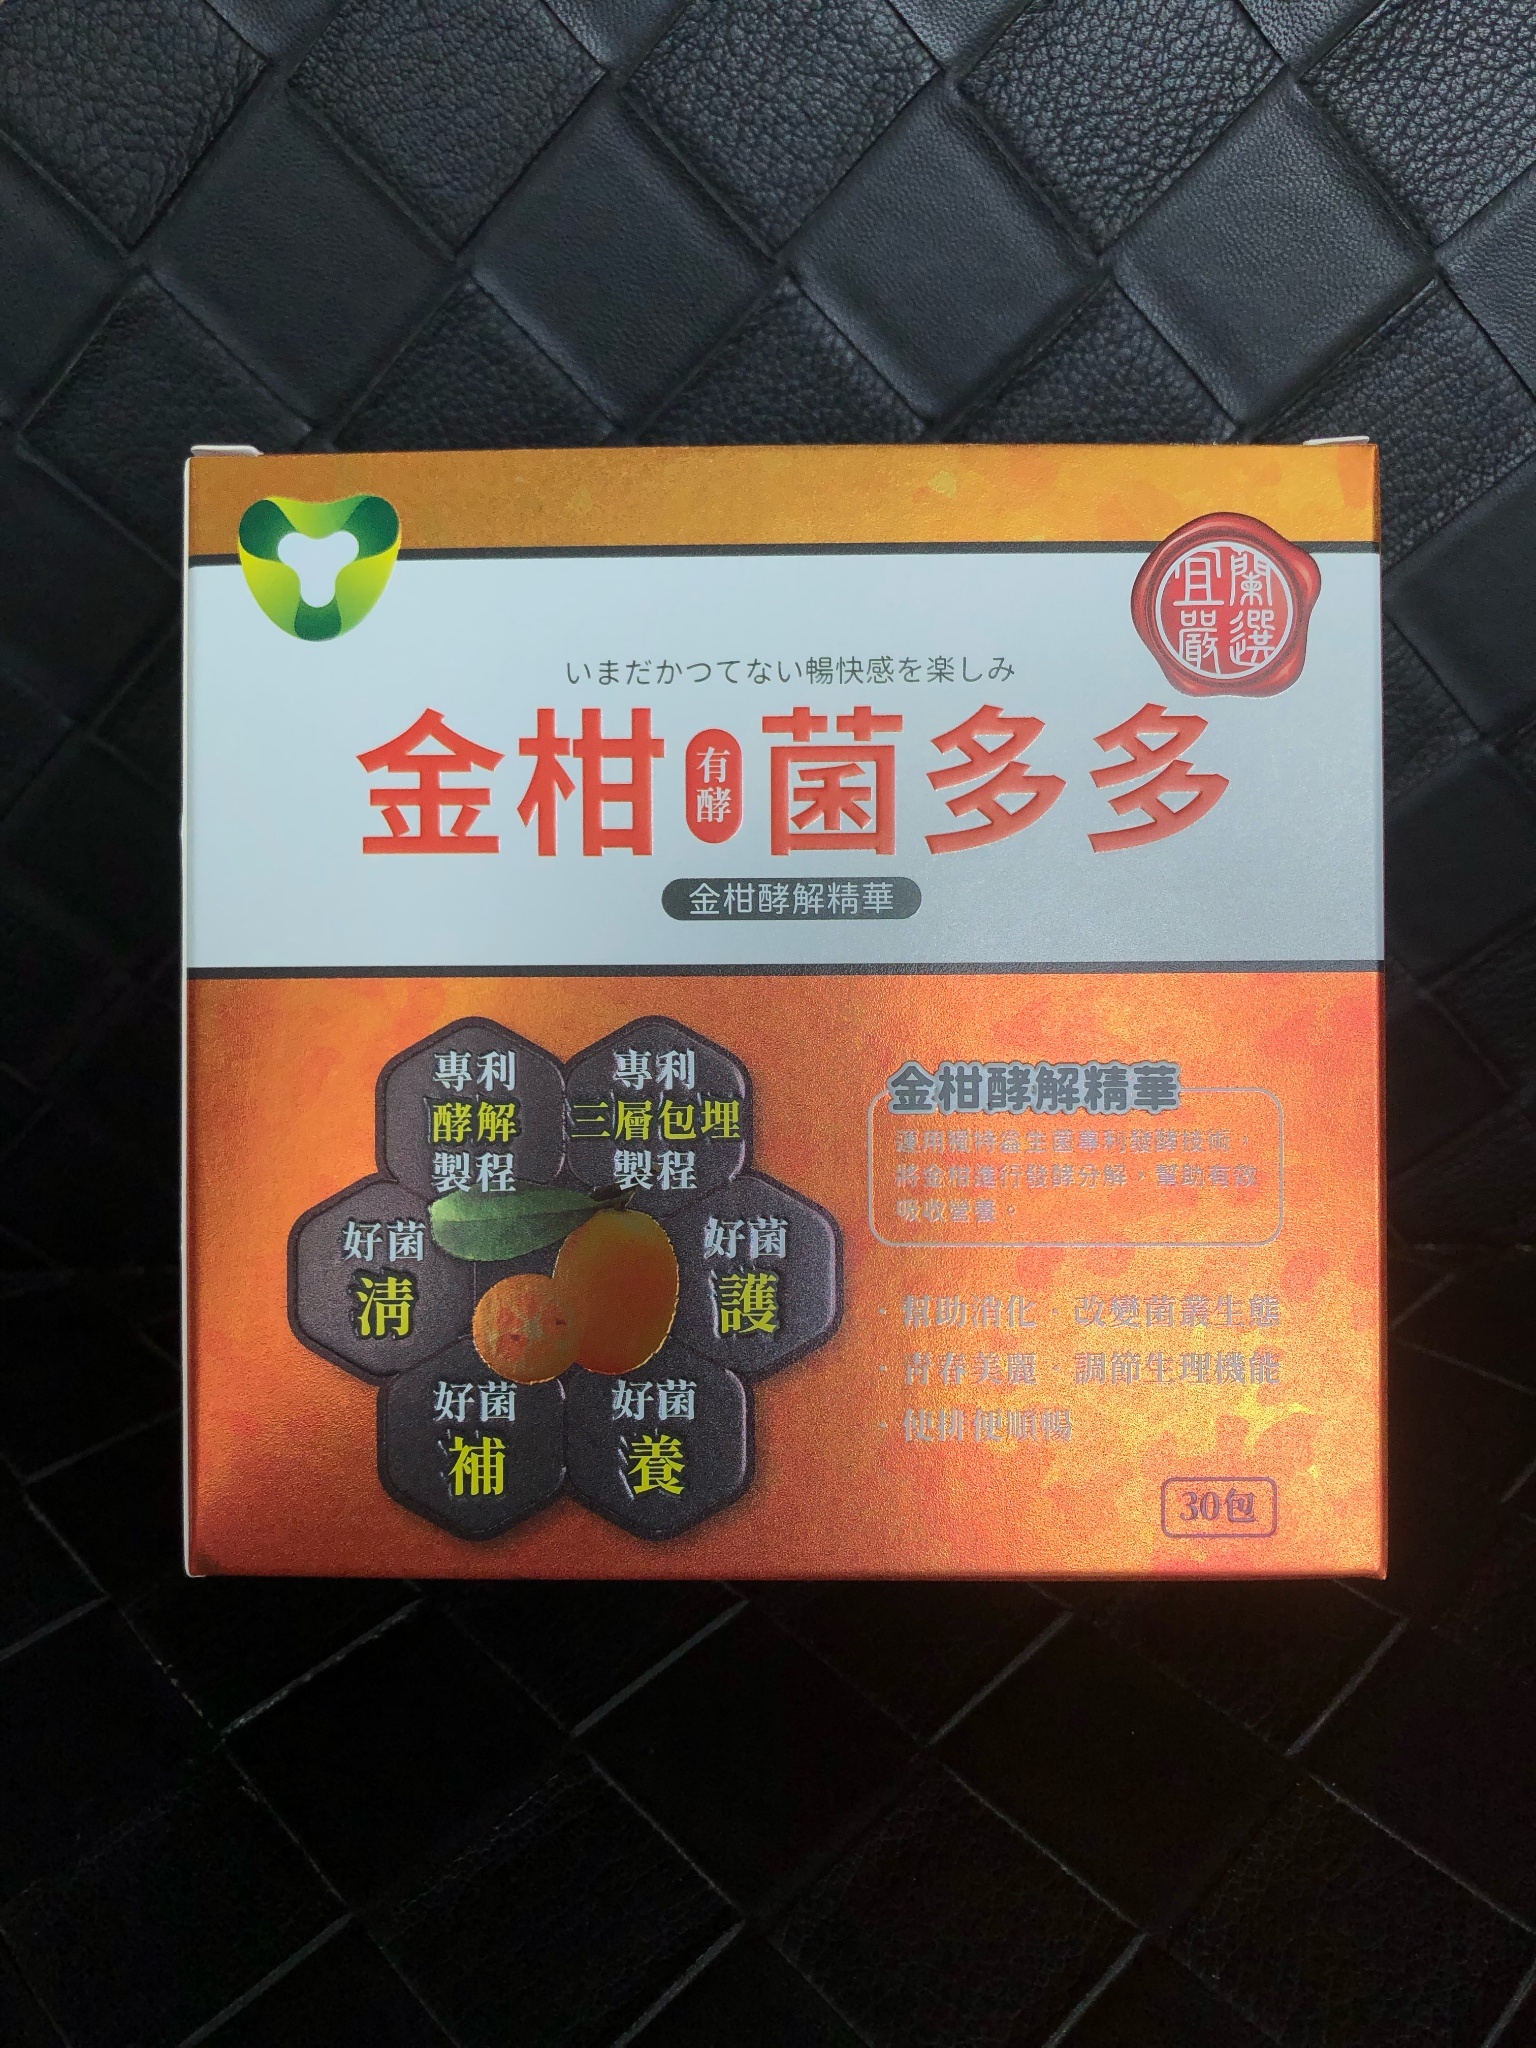 宜蘭
嚴選
いまだかつてない暢快感を楽しみ
金柑有酵菌多多
金柑酵解精華
專利
酵解
製程
專利
三層包埋
製程
好菌
清
好菌
護
好菌
補
好菌
養
金柑酵解精華
運用獨特益生菌專利發酵技術，
將金柑進行發酵分解，幫助有效
吸收營養。
·幫助消化·改變菌叢生態
·青春美麗·調節生理機能
·使排便順暢
30包